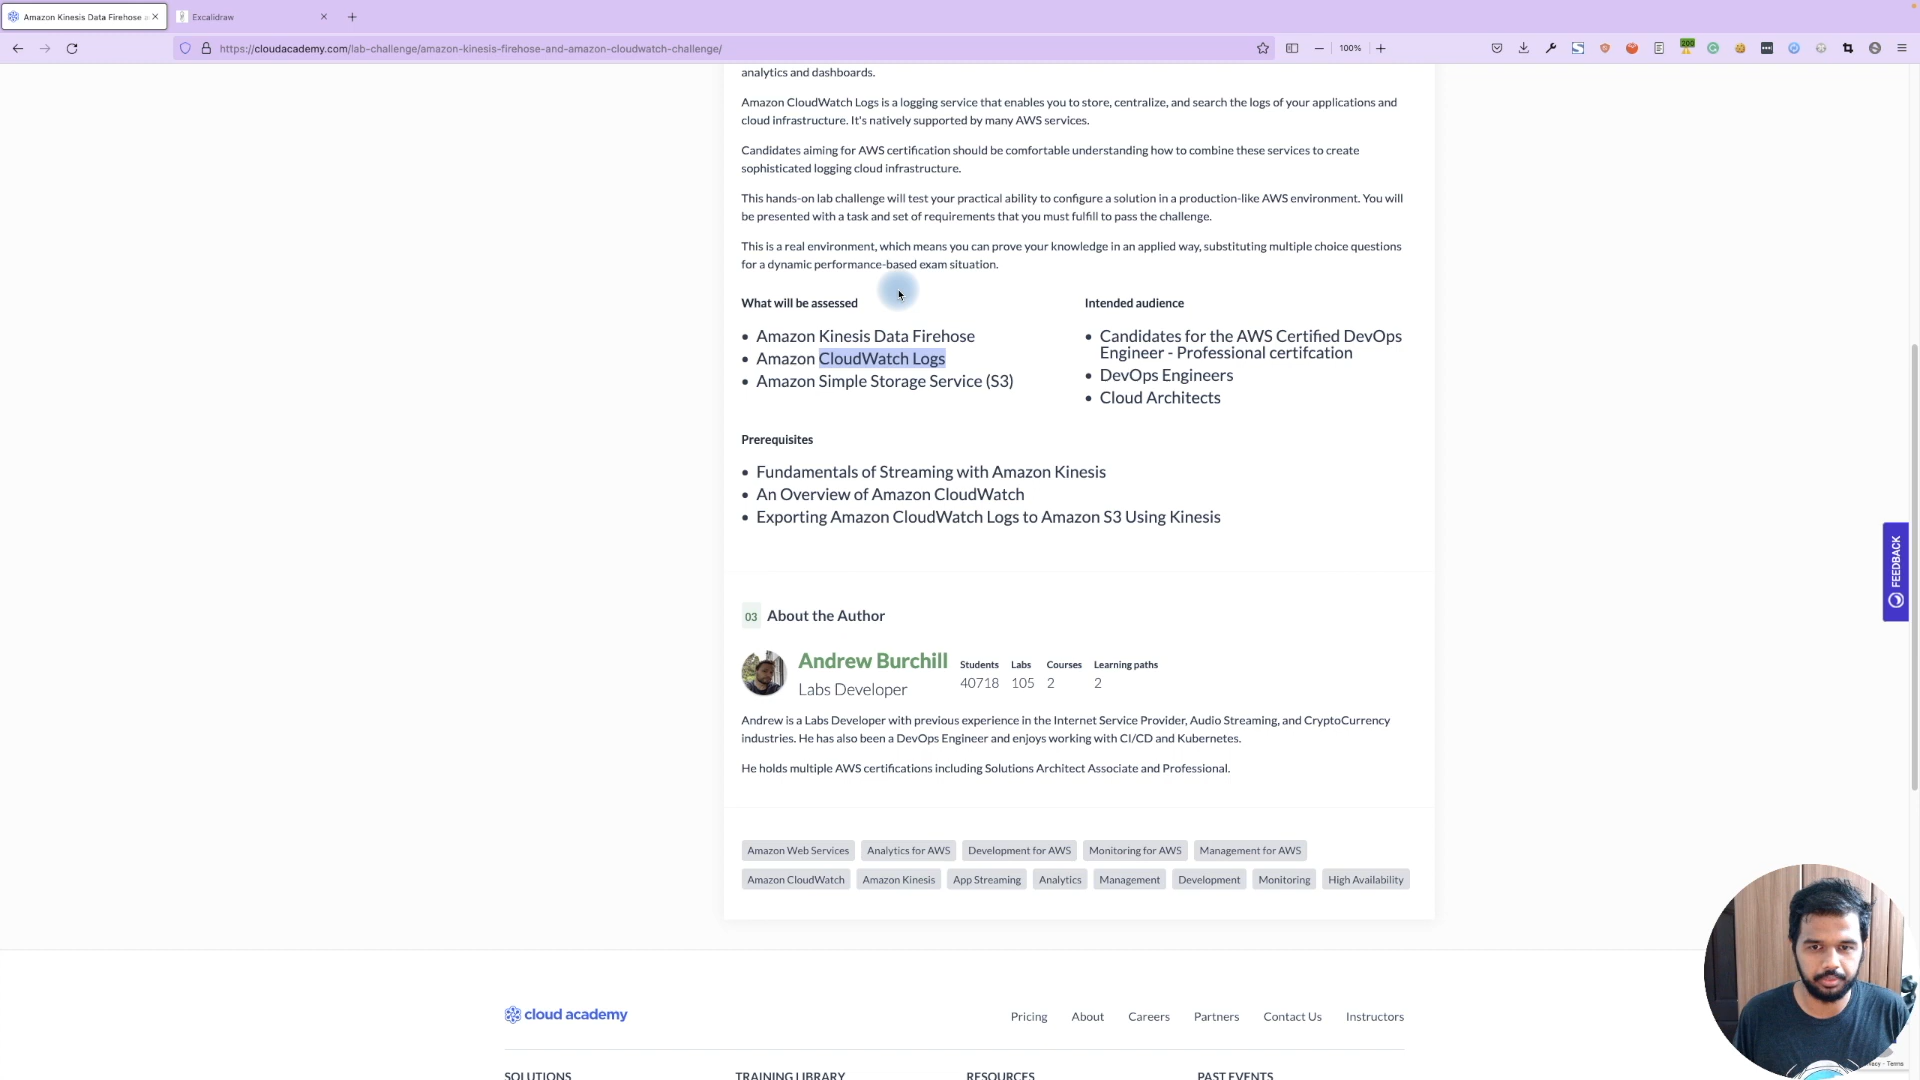 Amazon Kinesis Data Firehose a
Excalidraw
https://cloudacademy.com/lab-challenge/amazon-kinesis-firehose-and-amazon-cloudwatch-challenge/
100%
200
analytics and dashboards.
Amazon CloudWatch Logs is a logging service that enables you to store, centralize, and search the logs of your applications and
cloud infrastructure. It's natively supported by many AWS services.
Candidates aiming for AWS certification should be comfortable understanding how to combine these services to create
sophisticated logging cloud infrastructure.
This hands-on lab challenge will test your practical ability to configure a solution in a production-like AWS environment. You will
be presented with a task and set of requirements that you must fulfill to pass the challenge.
This is a real environment, which means you can prove your knowledge in an applied way, substituting multiple choice questions
for a dynamic performance-based exam situation.
What will be assessed
• Amazon Kinesis Data Firehose
• Amazon CloudWatch Logs
• Amazon Simple Storage Service (S3)
Intended audience
• Candidates for the AWS Certified DevOps
Engineer - Professional certifcation
• DevOps Engineers
• Cloud Architects
Prerequisites
• Fundamentals of Streaming with Amazon Kinesis
• An Overview of Amazon CloudWatch
• Exporting Amazon CloudWatch Logs to Amazon S3 Using Kinesis
FEEDBACK
03 About the Author
Andrew Burchill
Labs Developer
Students Labs Courses Learning paths
40718 105 2 2
Andrew is a Labs Developer with previous experience in the Internet Service Provider, Audio Streaming, and CryptoCurrency
industries. He has also been a DevOps Engineer and enjoys working with CI/CD and Kubernetes.
He holds multiple AWS certifications including Solutions Architect Associate and Professional.
Amazon Web Services Analytics for AWS Development for AWS Monitoring for AWS Management for AWS
Amazon CloudWatch Amazon Kinesis App Streaming Analytics Management Development Monitoring High Availability
cloud academy
Pricing About Careers Partners Contact Us Instructors
SOLUTIONS TRAINING LIBRARY RESOURCES PAST EVENTS
Terms